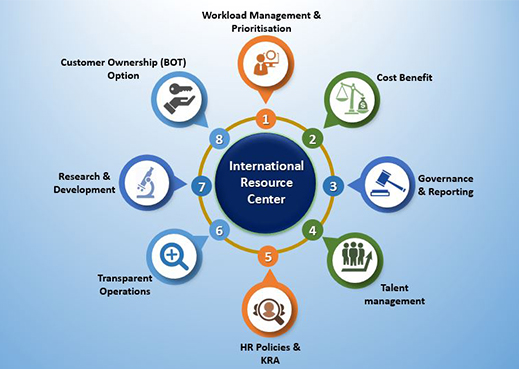 Workload Management &
Prioritisation
1
Cost Benefit
2
Governance
& Reporting
3
Talent
management
4
HR Policies &
KRA
5
Transparent
Operations
6
Research &
Development
7
Customer Ownership (BOT)
Option
8
International
Resource
Center